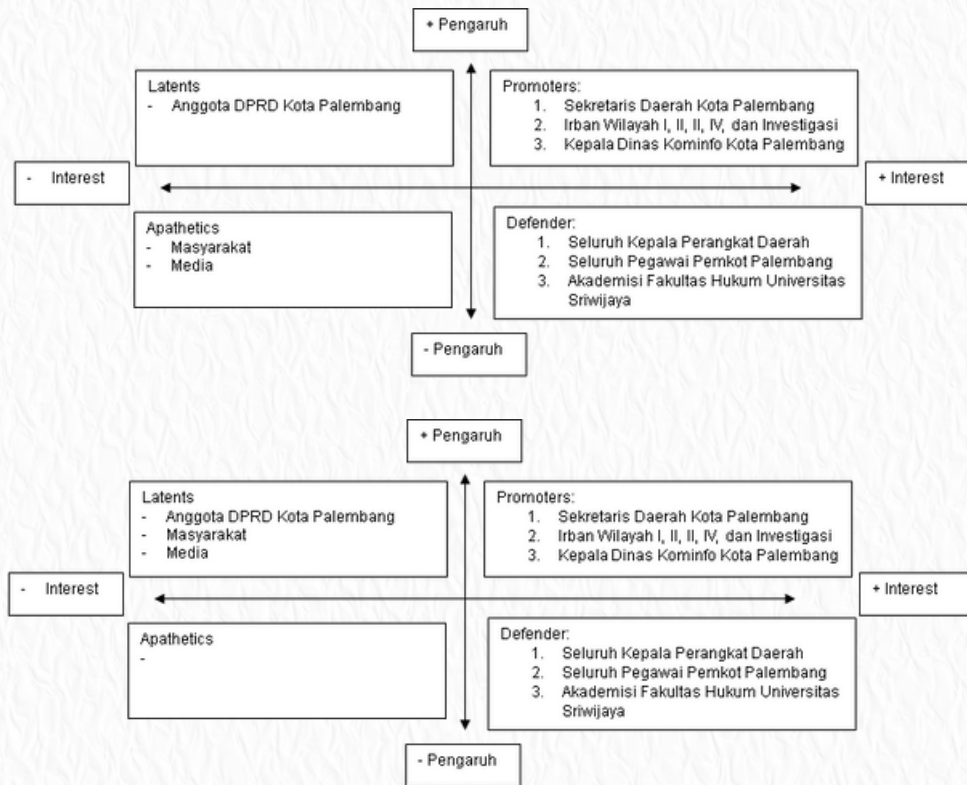 + Pengaruh
Latents
- Anggota DPRD Kota Palembang
Promoters:
1. Sekretaris Daerah Kota Palembang
2. Irban Wilayah I, II, II, IV, dan Investigasi
3. Kepala Dinas Kominfo Kota Palembang
- Interest
+ Interest
Apathetics
- Masyarakat
- Media
Defender:
1. Seluruh Kepala Perangkat Daerah
2. Seluruh Pegawai Pemkot Palembang
3. Akademisi Fakultas Hukum Universitas
Sriwijaya
- Pengaruh
+ Pengaruh
Latents
- Anggota DPRD Kota Palembang
- Masyarakat
- Media
Promoters:
1. Sekretaris Daerah Kota Palembang
2. Irban Wilayah I, II, II, IV, dan Investigasi
3. Kepala Dinas Kominfo Kota Palembang
- Interest
+ Interest
Apathetics
-
Defender:
1. Seluruh Kepala Perangkat Daerah
2. Seluruh Pegawai Pemkot Palembang
3. Akademisi Fakultas Hukum Universitas
Sriwijaya
- Pengaruh